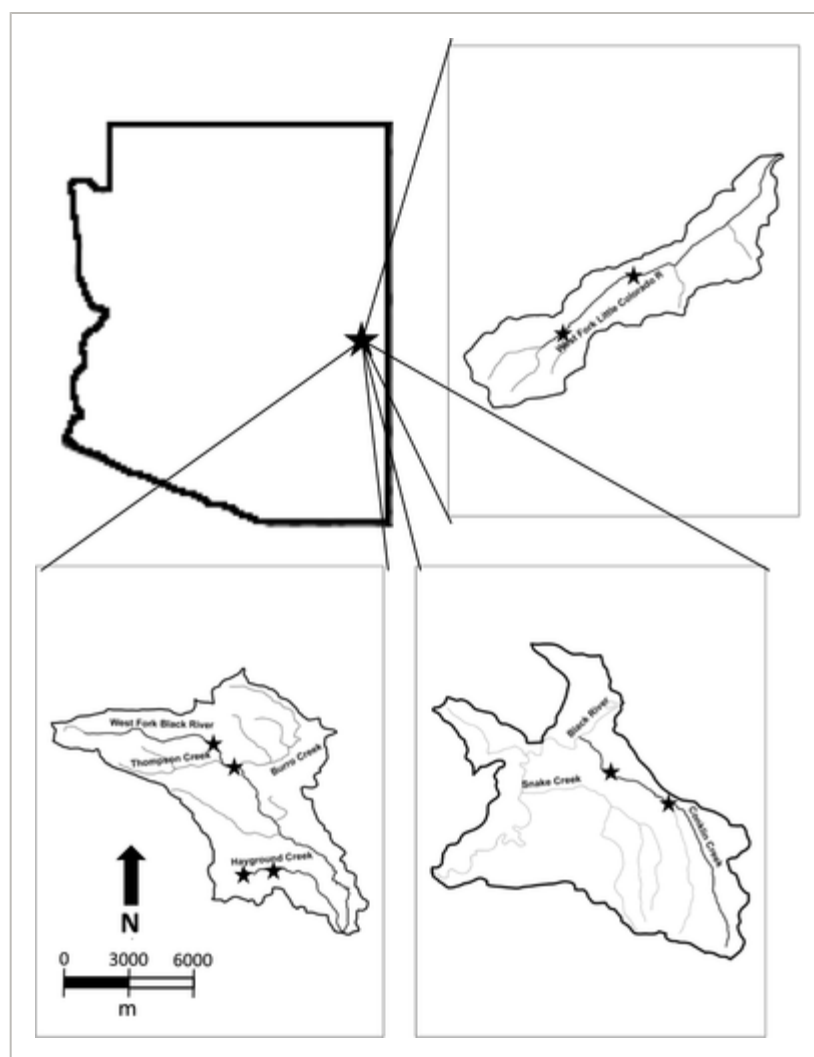 West Fork Little Colorado R
West Fork Black River
Thompson Creek
Burro Creek
Hayground Creek
N
0 3000 6000
m
Black River
Snake Creek
Conklin Creek